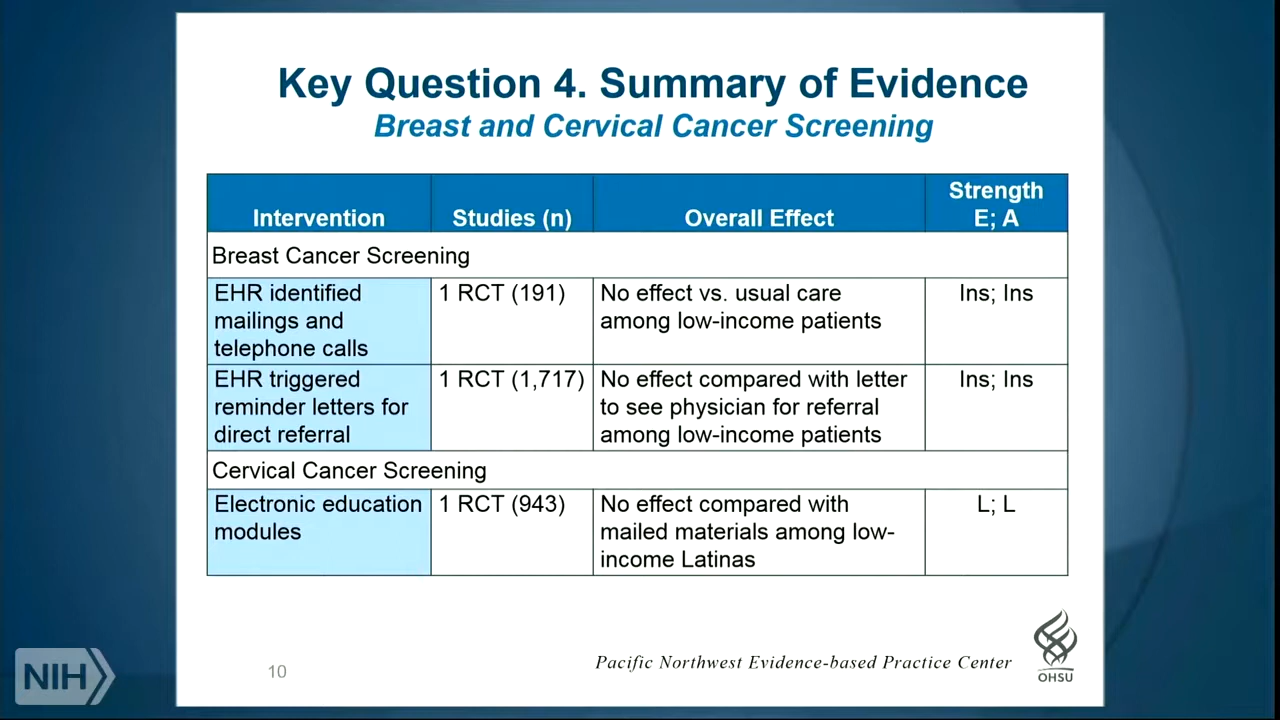 Key Question 4. Summary of Evidence
Breast and Cervical Cancer Screening
Intervention
Studies (n)
Overall Effect
Strength
E; A
Breast Cancer Screening
EHR identified
mailings and
telephone calls
1 RCT (191)
No effect vs. usual care
among low-income patients
Ins; Ins
EHR triggered
reminder letters for
direct referral
1 RCT (1,717)
No effect compared with letter
to see physician for referral
among low-income patients
Ins; Ins
Cervical Cancer Screening
Electronic education
modules
1 RCT (943)
No effect compared with
mailed materials among low-
income Latinas
L; L
NIH
10
Pacific Northwest Evidence-based Practice Center
OHSU